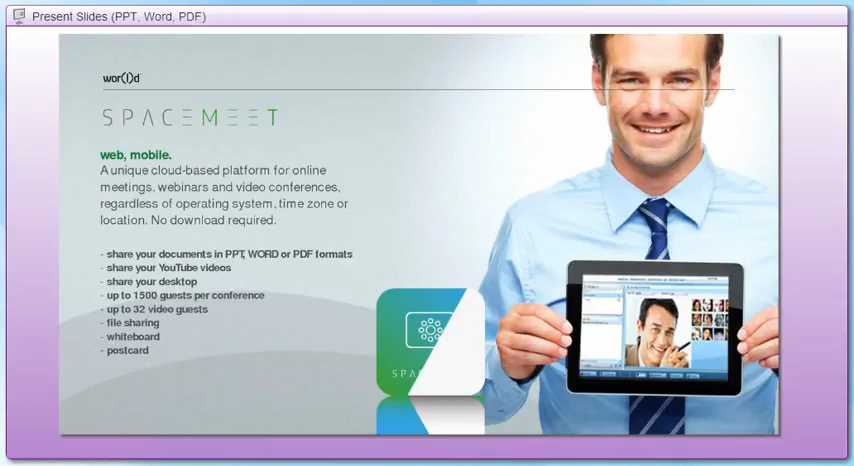 Present Slides (PPT, Word, PDF)
wor(l)d
SPACEMEET
web, mobile.
A unique cloud-based platform for online
meetings, webinars and video conferences,
regardless of operating system, time zone or
location. No download required.
- share your documents in PPT, WORD or PDF formats
- share your YouTube videos
- share your desktop
- up to 1500 guests per conference
- up to 32 video guests
- file sharing
- whiteboard
- postcard
SPAC